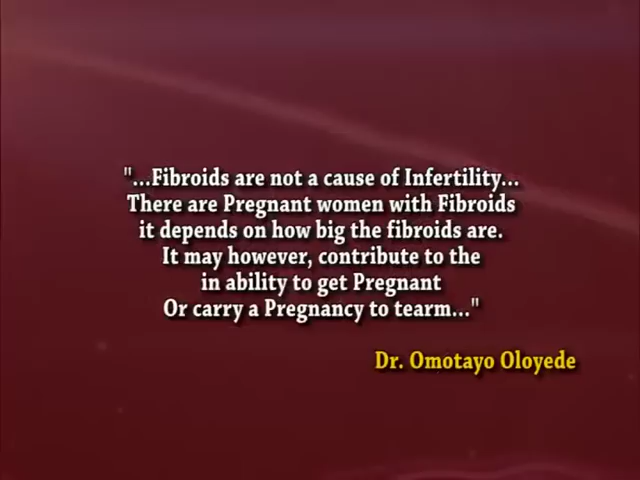 "...Fibroids are not a cause of Infertility...
There are Pregnant women with Fibroids
it depends on how big the fibroids are.
It may however, contribute to the
in ability to get Pregnant
Or carry a Pregnancy to tearm..."
Dr. Omotayo Oloyede